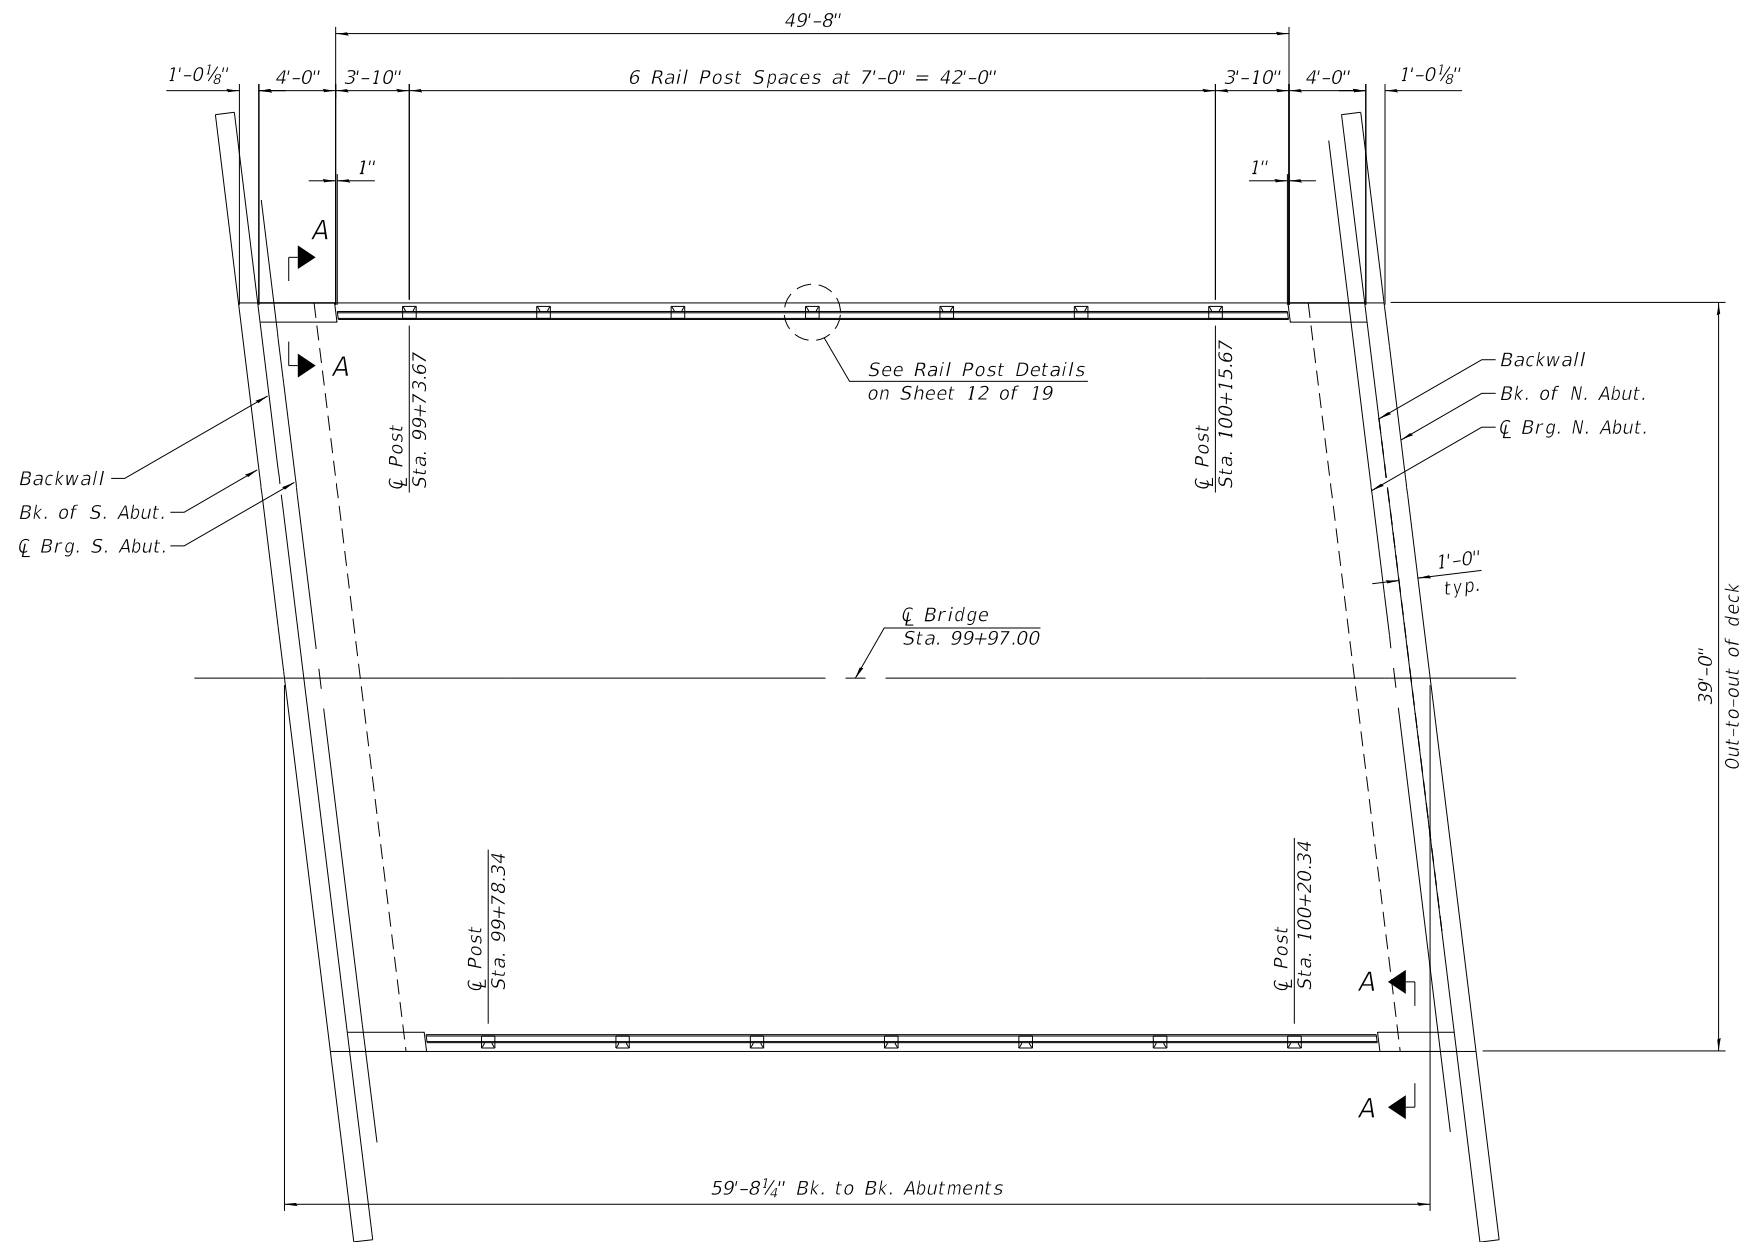 49'-8"
1'-0⅛"
4'-0"
3'-10"
6 Rail Post Spaces at 7'-0" = 42'-0"
3'-10"
4'-0"
1'-0⅛"
1"
1"
A
A
See Rail Post Details
on Sheet 12 of 19
℄ Post
Sta. 99+73.67
℄ Post
Sta. 100+15.67
Backwall
Bk. of N. Abut.
℄ Brg. N. Abut.
Backwall
Bk. of S. Abut.
℄ Brg. S. Abut.
1'-0"
typ.
℄ Bridge
Sta. 99+97.00
39'-0"
Out-to-out of deck
℄ Post
Sta. 99+78.34
℄ Post
Sta. 100+20.34
A
A
59'-8¼" Bk. to Bk. Abutments